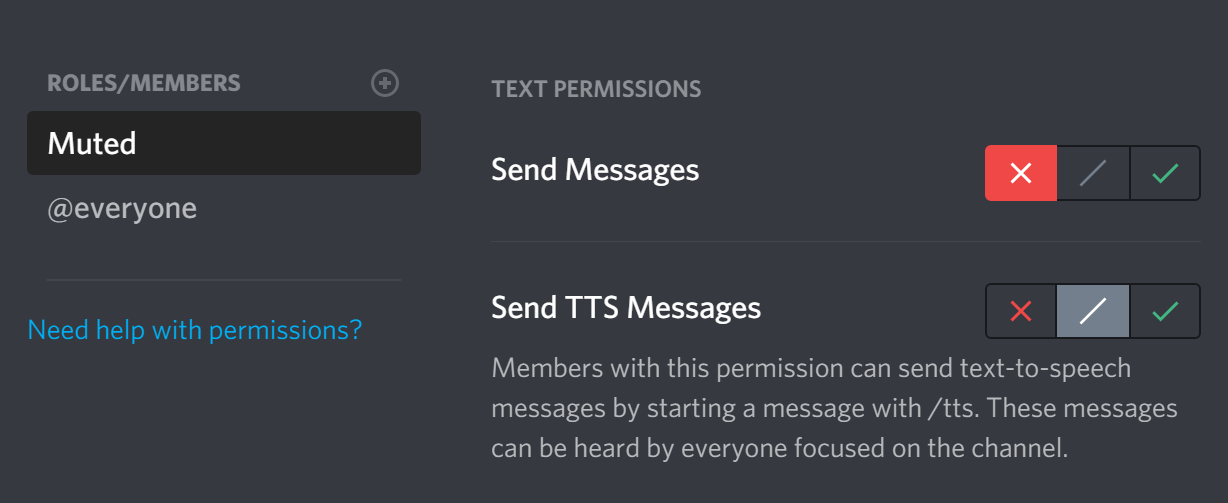 ROLES/MEMBERS
Muted
@everyone
Need help with permissions?
TEXT PERMISSIONS
Send Messages
Send TTS Messages
Members with this permission can send text-to-speech
messages by starting a message with /tts. These messages
can be heard by everyone focused on the channel.